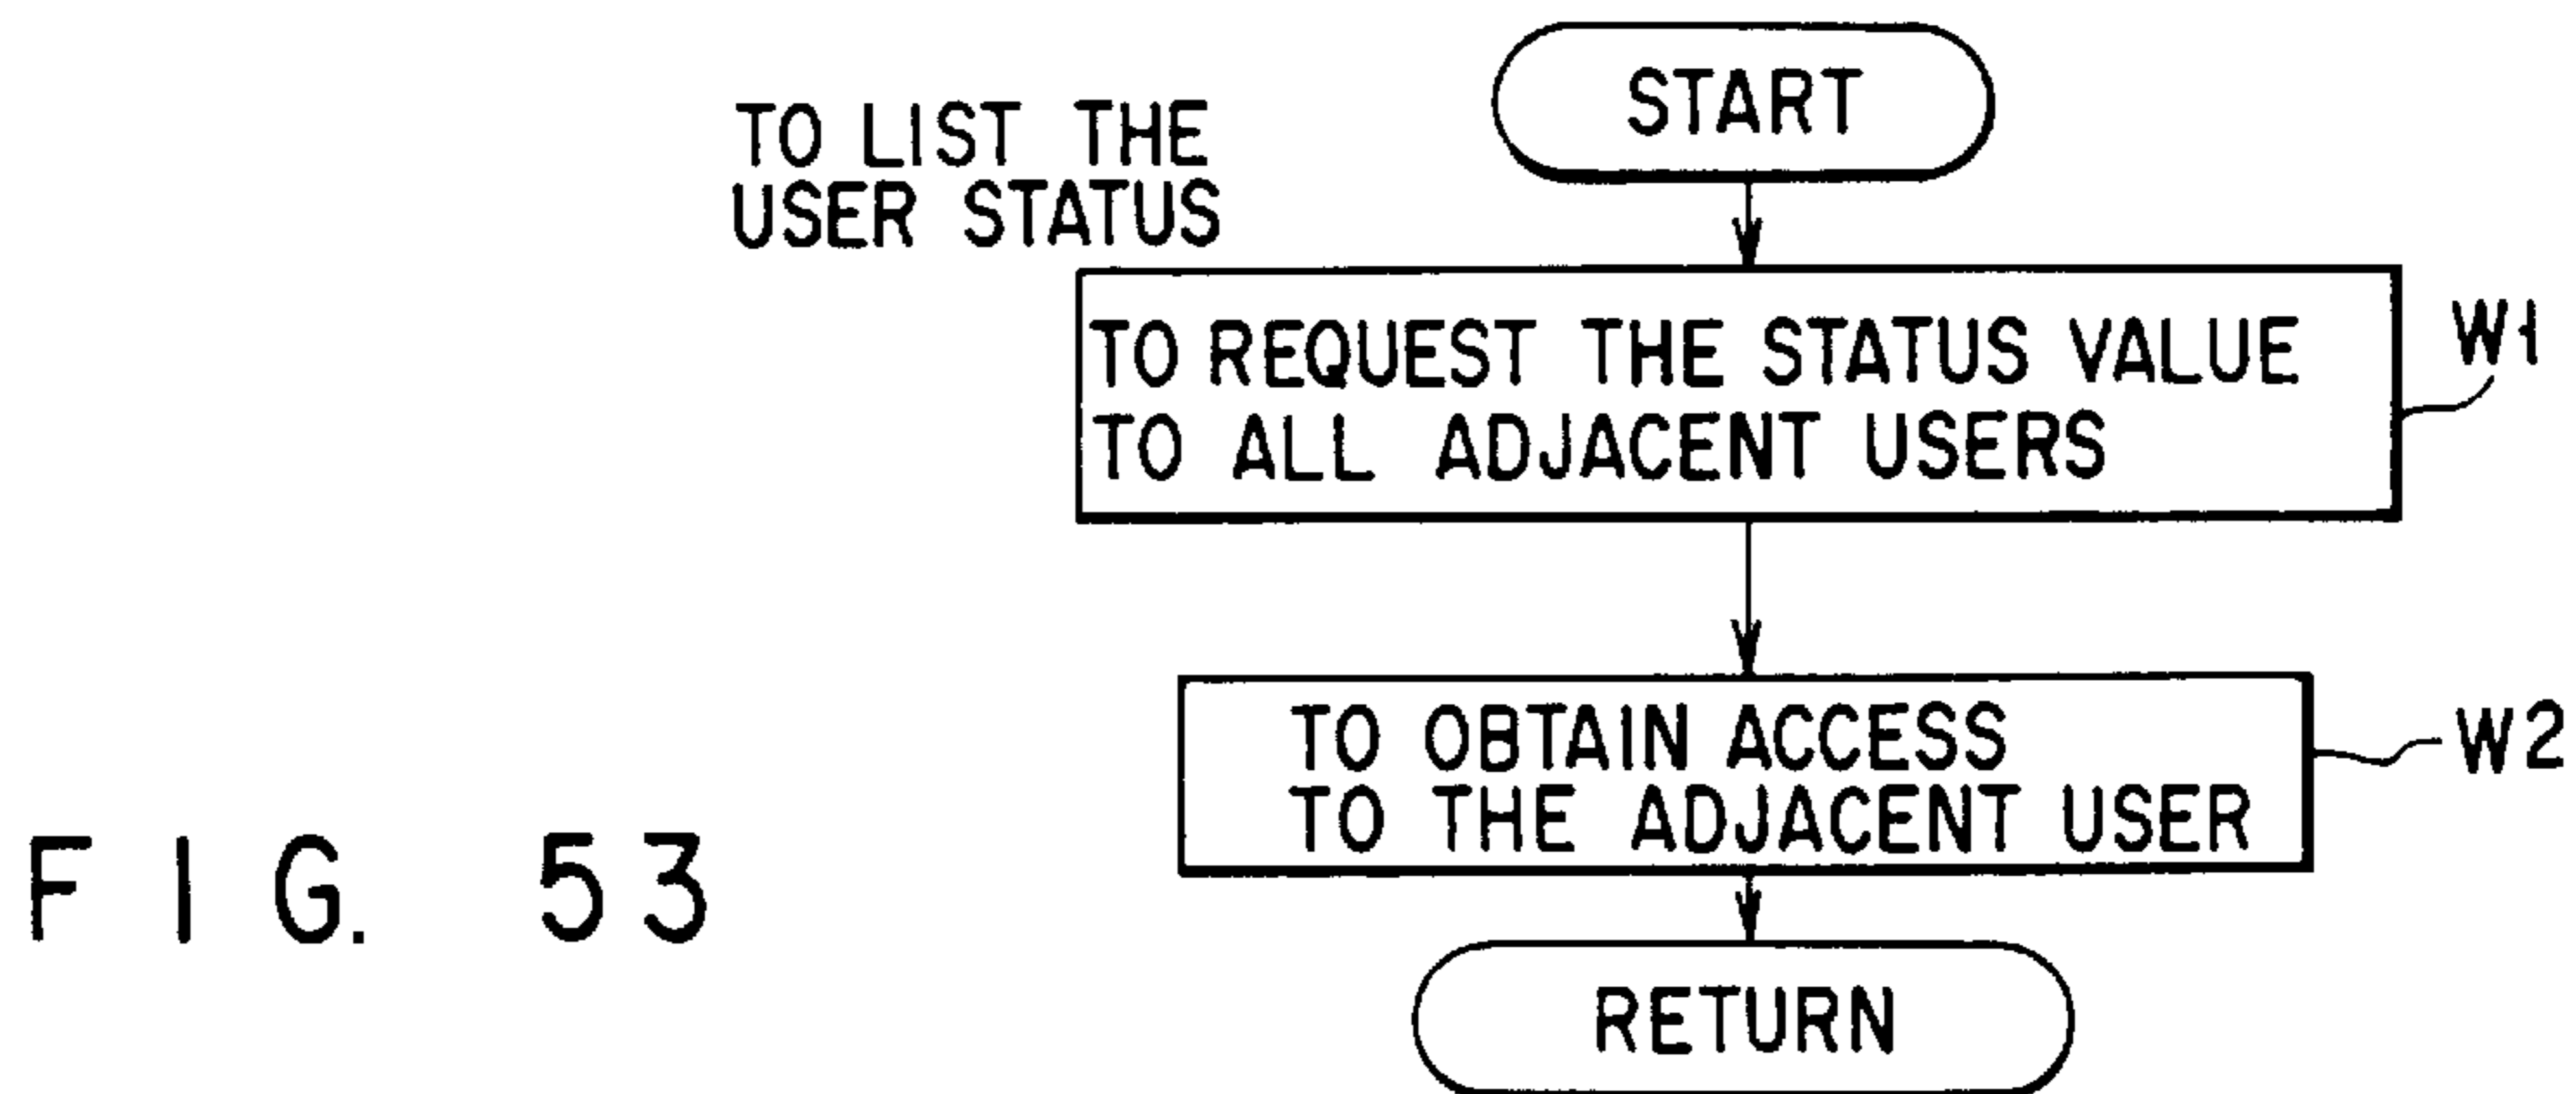 START
TO LIST THE
USER STATUS
TO REQUEST THE STATUS VALUE
TO ALL ADJACENT USERS
W1
TO OBTAIN ACCESS
TO THE ADJACENT USER
W2
FIG. 53
RETURN